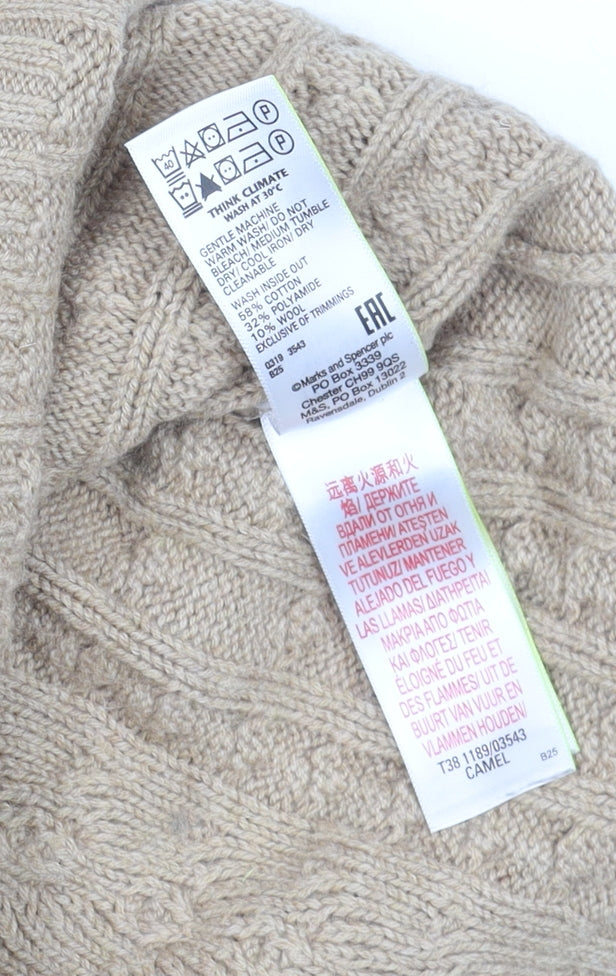 40
P
P
THINK CLIMATE
WASH AT 30°C
GENTLE MACHINE
WARM WASH/ DO NOT
BLEACH/ MEDIUM TUMBLE
DRY/ COOL IRON/ DRY
CLEANABLE
WASH INSIDE OUT
58% COTTON
32% POLYAMIDE
10% WOOL
EXCLUSIVE OF TRIMMINGS
0319 3543
B25
EAC
©Marks and Spencer plc
PO Box 3339
Chester CH99 9QS
M&S, PO Box 13022
Ravensdale, Dublin 2
远离火源和火
焰/ ДЕРЖИТЕ
ВДАЛИ ОТ ОГНЯ И
ПЛАМЕНИ/ ATEŞTEN
VE ALEVLERDEN UZAK
TUTUNUZ/ MANTENER
ALEJADO DEL FUEGO Y
LAS LLAMAS/ ΔΙΑΤΗΡΕΙΤΑΙ
ΜΑΚΡΙΑ ΑΠΟ ΦΩΤΙΑ
ΚΑΙ ΦΛΟΓΕΣ/ TENIR
ÉLOIGNÉ DU FEU ET
DES FLAMMES/ UIT DE
BUURT VAN VUUR EN
VLAMMEN HOUDEN/
T38 1189/03543
CAMEL
B25